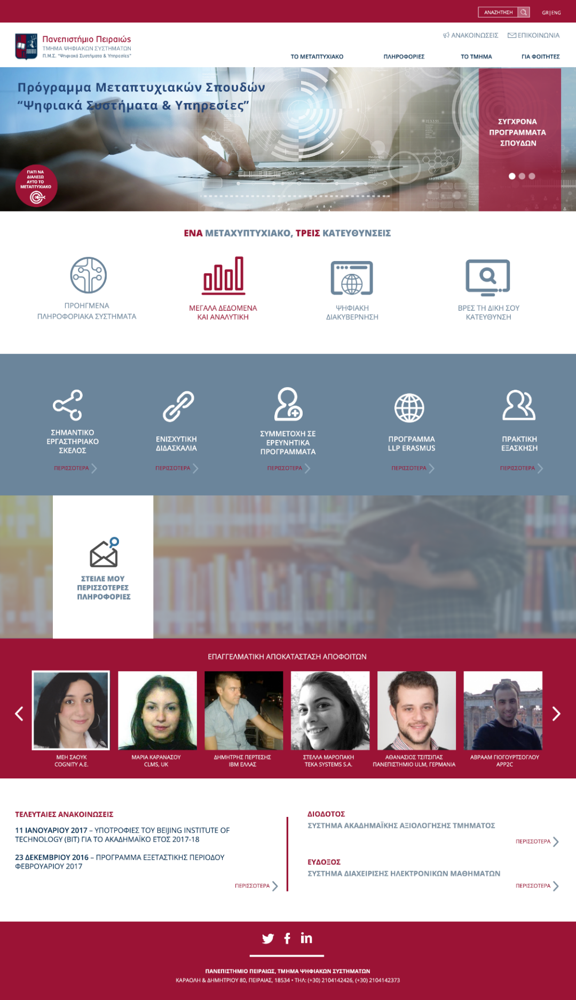 ΑΝΑΖΗΤΗΣΗ
GR|ENG
Πανεπιστήμιο Πειραιώς
ΤΜΗΜΑ ΨΗΦΙΑΚΩΝ ΣΥΣΤΗΜΑΤΩΝ
Π.Μ.Σ. "Ψηφιακά Συστήματα & Υπηρεσίες"
ΑΝΑΚΟΙΝΩΣΕΙΣ
ΕΠΙΚΟΙΝΩΝΙΑ
ΤΟ ΜΕΤΑΠΤΥΧΙΑΚΟ
ΠΛΗΡΟΦΟΡΙΕΣ
ΤΟ ΤΜΗΜΑ
ΓΙΑ ΦΟΙΤΗΤΕΣ
Πρόγραμμα Μεταπτυχιακών Σπουδών
“Ψηφιακά Συστήματα & Υπηρεσίες”
ΣΥΓΧΡΟΝΑ
ΠΡΟΓΡΑΜΜΑΤΑ
ΣΠΟΥΔΩΝ
ΓΙΑΤΙ ΝΑ
ΔΙΑΛΕΞΩ
ΑΥΤΟ ΤΟ
ΜΕΤΑΠΤΥΧΙΑΚΟ
ΕΝΑ ΜΕΤΑΧΥΠΤΥΧΙΑΚΟ, ΤΡΕΙΣ ΚΑΤΕΥΘΥΝΣΕΙΣ
ΠΡΟΗΓΜΕΝΑ
ΠΛΗΡΟΦΟΡΙΑΚΑ ΣΥΣΤΗΜΑΤΑ
ΜΕΓΑΛΑ ΔΕΔΟΜΕΝΑ
ΚΑΙ ΑΝΑΛΥΤΙΚΗ
ΨΗΦΙΑΚΗ
ΔΙΑΚΥΒΕΡΝΗΣΗ
ΒΡΕΣ ΤΗ ΔΙΚΗ ΣΟΥ
ΚΑΤΕΥΘΥΝΣΗ
ΣΗΜΑΝΤΙΚΟ
ΕΡΓΑΣΤΗΡΙΑΚΟ
ΣΚΕΛΟΣ
ΠΕΡΙΣΣΟΤΕΡΑ
ΕΝΙΣΧΥΤΙΚΗ
ΔΙΔΑΣΚΑΛΙΑ
ΠΕΡΙΣΣΟΤΕΡΑ
ΣΥΜΜΕΤΟΧΗ ΣΕ
ΕΡΕΥΝΗΤΙΚΑ
ΠΡΟΓΡΑΜΜΑΤΑ
ΠΕΡΙΣΣΟΤΕΡΑ
ΠΡΟΓΡΑΜΜΑ
LLP ERASMUS
ΠΕΡΙΣΣΟΤΕΡΑ
ΠΡΑΚΤΙΚΗ
ΕΞΑΣΚΗΣΗ
ΠΕΡΙΣΣΟΤΕΡΑ
ΣΤΕΙΛΕ ΜΟΥ
ΠΕΡΙΣΣΟΤΕΡΕΣ
ΠΛΗΡΟΦΟΡΙΕΣ
ΕΠΑΓΓΕΛΜΑΤΙΚΗ ΑΠΟΚΑΤΑΣΤΑΣΗ ΑΠΟΦΟΙΤΩΝ
ΜΕΗ ΣΑΟΥΚ
COGNITY A.E.
ΜΑΡΙΑ ΚΑΡΑΝΑΣΟΥ
CLMS, UK
ΔΗΜΗΤΡΗΣ ΠΕΡΤΕΣΗΣ
IBM ΕΛΛΑΣ
ΣΤΕΛΛΑ ΜΑΡΟΠΑΚΗ
TEKA SYSTEMS S.A.
ΑΘΑΝΑΣΙΟΣ ΤΣΙΤΣΙΠΑΣ
ΠΑΝΕΠΙΣΤΗΜΙΟ ULM, ΓΕΡΜΑΝΙΑ
ΑΒΡΑΑΜ ΓΙΟΓΟΥΡΤΣΟΓΛΟΥ
APP2C
ΤΕΛΕΥΤΑΙΕΣ ΑΝΑΚΟΙΝΩΣΕΙΣ
11 ΙΑΝΟΥΑΡΙΟΥ 2017 – ΥΠΟΤΡΟΦΙΕΣ ΤΟΥ BEIJING INSTITUTE OF
TECHNOLOGY (BIT) ΓΙΑ ΤΟ ΑΚΑΔΗΜΑΪΚΟ ΕΤΟΣ 2017-18
23 ΔΕΚΕΜΒΡΙΟΥ 2016 – ΠΡΟΓΡΑΜΜΑ ΕΞΕΤΑΣΤΙΚΗΣ ΠΕΡΙΟΔΟΥ
ΦΕΒΡΟΥΑΡΙΟΥ 2017
ΠΕΡΙΣΣΟΤΕΡΑ
ΔΙΟΔΟΤΟΣ
ΣΥΣΤΗΜΑ ΑΚΑΔΗΜΑΪΚΗΣ ΑΞΙΟΛΟΓΗΣΗΣ ΤΜΗΜΑΤΟΣ
ΠΕΡΙΣΣΟΤΕΡΑ
ΕΥΔΟΞΟΣ
ΣΥΣΤΗΜΑ ΔΙΑΧΕΙΡΙΣΗΣ ΗΛΕΚΤΡΟΝΙΚΩΝ ΜΑΘΗΜΑΤΩΝ
ΠΕΡΙΣΣΟΤΕΡΑ
ΠΑΝΕΠΙΣΤΗΜΙΟ ΠΕΙΡΑΙΩΣ, ΤΜΗΜΑ ΨΗΦΙΑΚΩΝ ΣΥΣΤΗΜΑΤΩΝ
ΚΑΡΑΟΛΗ & ΔΗΜΗΤΡΙΟΥ 80, ΠΕΙΡΑΙΑΣ, 18534 • ΤΗΛ: (+30) 2104142426, (+30) 2104142373